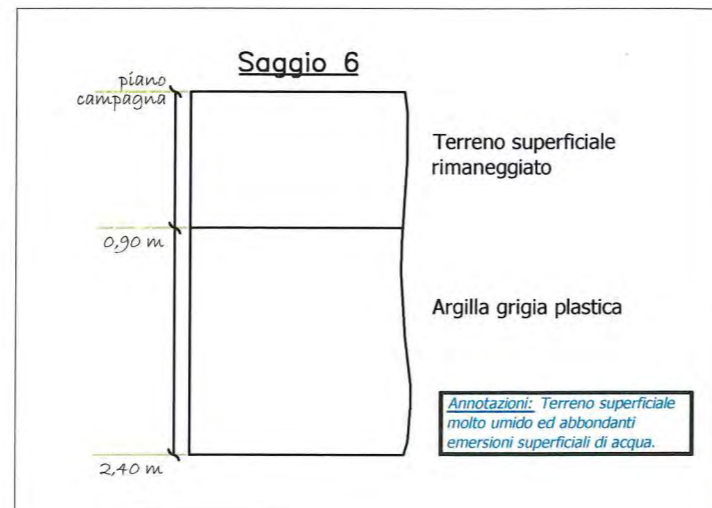 Saggio 6
piano
campagna
Terreno superficiale
rimaneggiato
0,90 m
Argilla grigia plastica
Annotazioni: Terreno superficiale
molto umido ed abbondanti
emersioni superficiali di acqua.
2,40 m